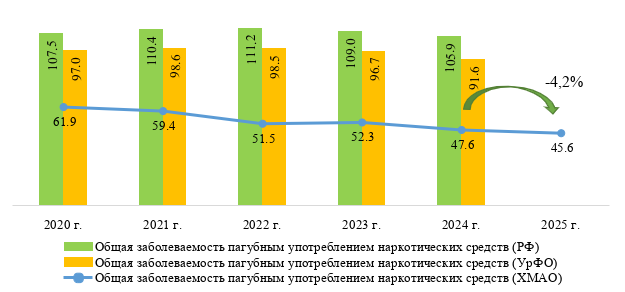 107.5
97.0
110.4
98.6
111.2
98.5
109.0
96.7
105.9
91.6
-4,2%
61.9
59.4
51.5
52.3
47.6
45.6
2020 г.
2021 г.
2022 г.
2023 г.
2024 г.
2025 г.
Общая заболеваемость пагубным употреблением наркотических средств (РФ)
Общая заболеваемость пагубным употреблением наркотических средств (УрФО)
Общая заболеваемость пагубным употреблением наркотических средств (ХМАО)